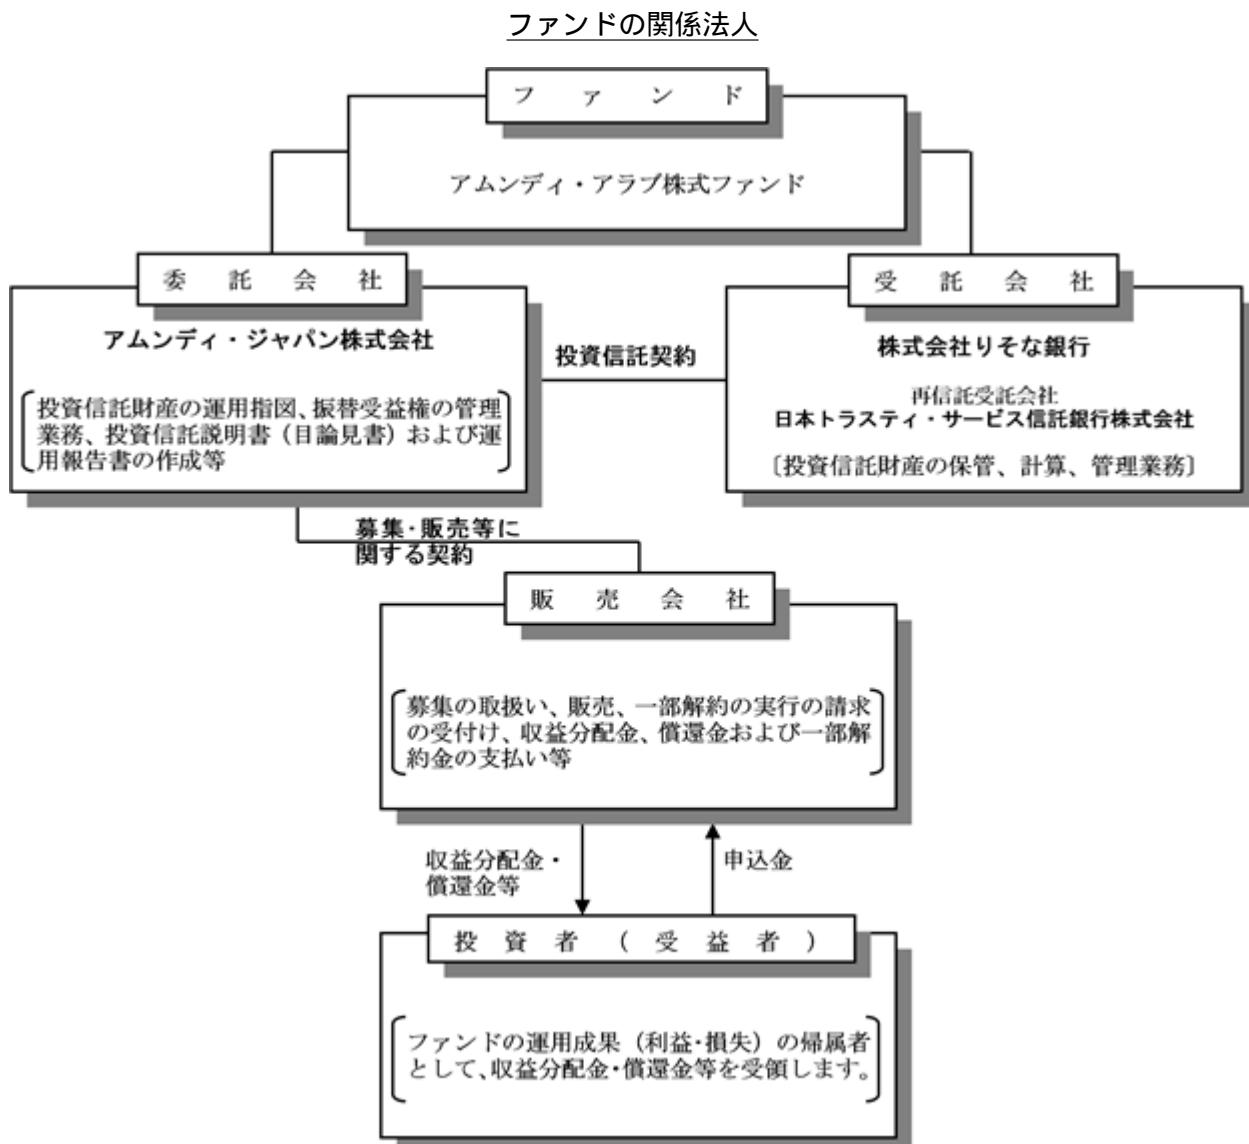 ファンドの関係法人
ファンド
アムンディ・アラブ株式ファンド
委託会社
アムンディ・ジャパン株式会社
投資信託財産の運用指図、振替受益権の管理
業務、投資信託説明書（目論見書）および運
用報告書の作成等
投資信託契約
受託会社
株式会社りそな銀行
再信託受託会社
日本トラスティ・サービス信託銀行株式会社
〔投資信託財産の保管、計算、管理業務〕
募集・販売等に
関する契約
販売会社
募集の取扱い、販売、一部解約の実行の請求
の受付け、収益分配金、償還金および一部解
約金の支払い等
収益分配金・
償還金等
申込金
投資者（受益者）
ファンドの運用成果（利益・損失）の帰属者
として、収益分配金・償還金等を受領します。